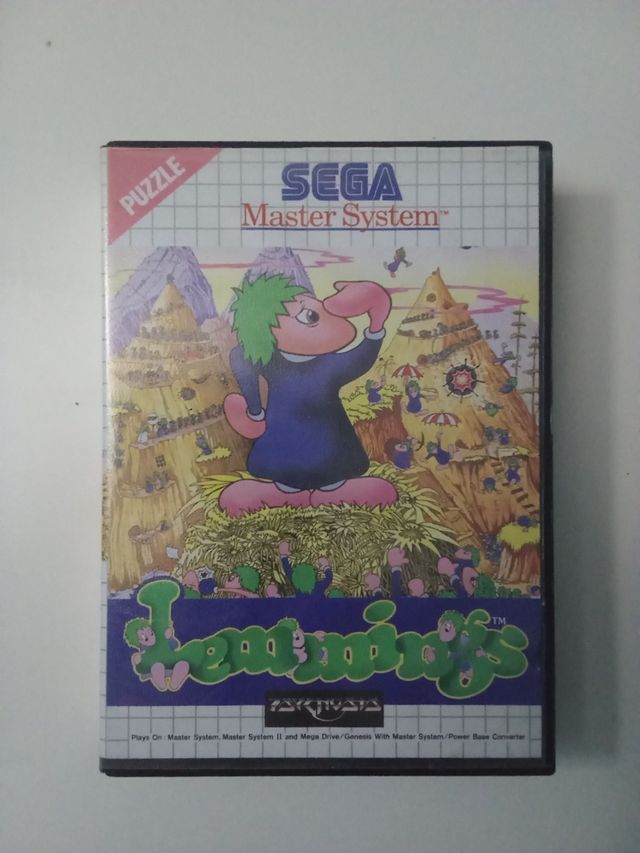 PUZZLE
SEGA
Master System™
Lemmings™
PSYGNOSIS
Plays On : Master System, Master System II and Mega Drive/Genesis With Master System/Power Base Converter